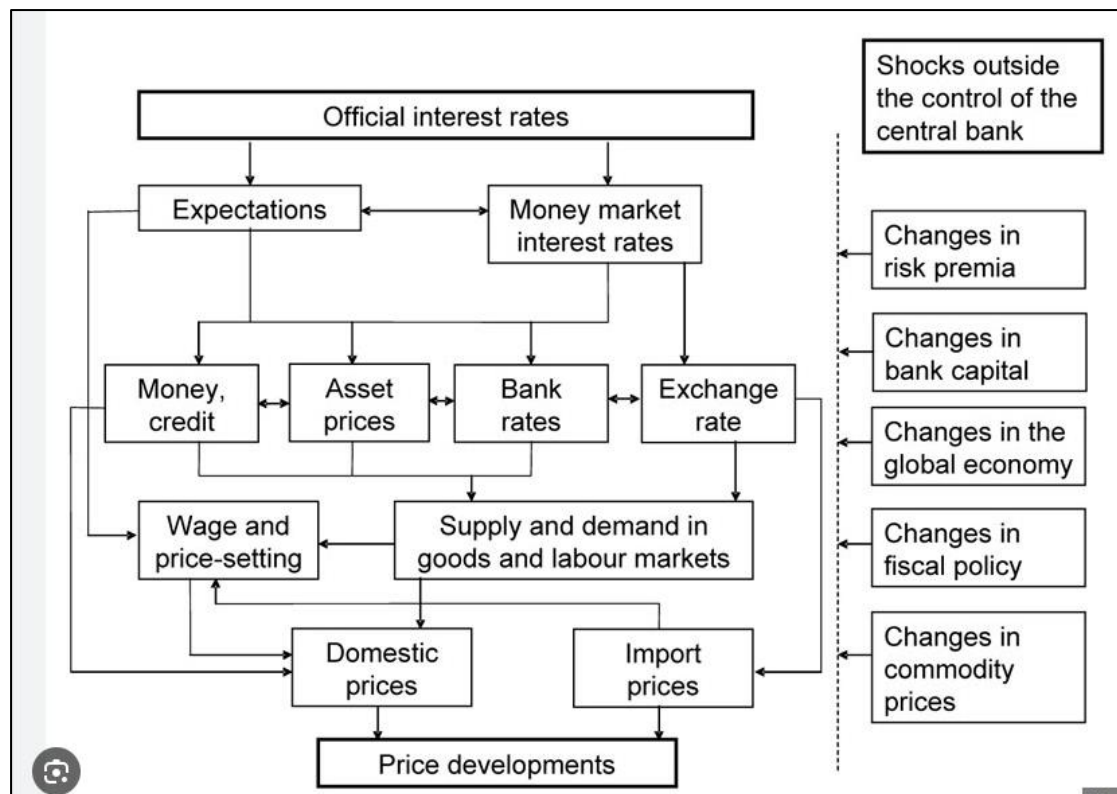 Official interest rates
Shocks outside
the control of the
central bank
Expectations
Money market
interest rates
Changes in
risk premia
Changes in
bank capital
Money,
credit
Asset
prices
Bank
rates
Exchange
rate
Changes in the
global economy
Wage and
price-setting
Supply and demand in
goods and labour markets
Changes in
fiscal policy
Domestic
prices
Import
prices
Changes in
commodity
prices
Price developments